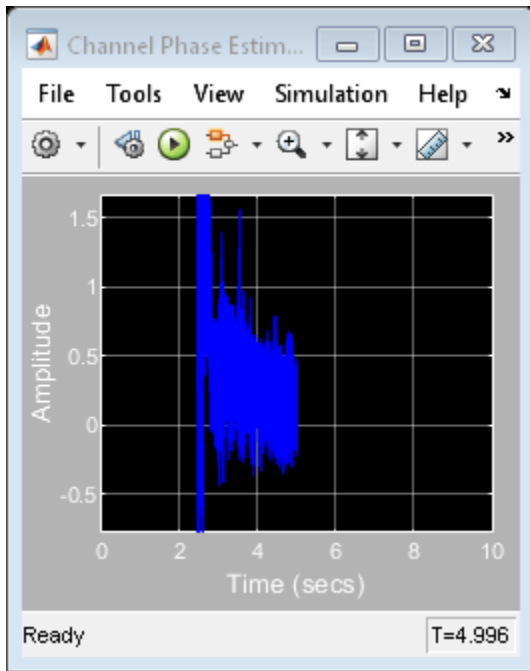 Channel Phase Estim...
File Tools View Simulation Help
1.5
1
0.5
0
-0.5
Amplitude
0 2 4 6 8 10
Time (secs)
Ready T=4.996